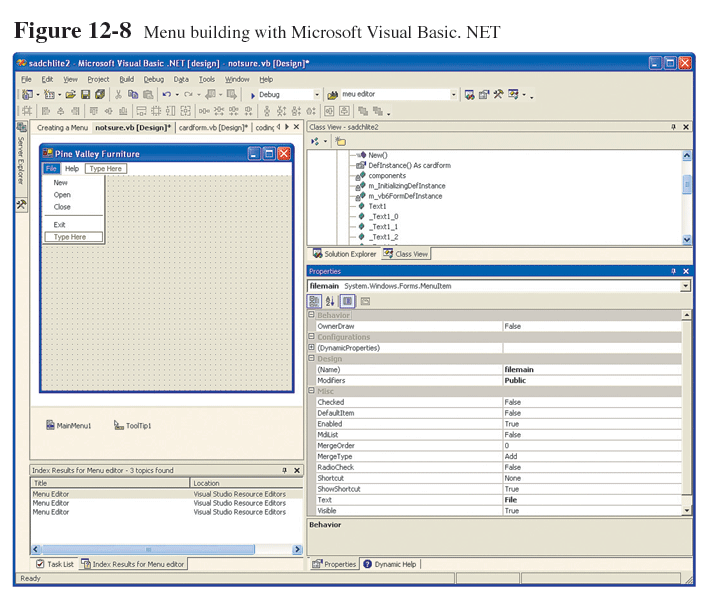 Figure 12-8 Menu building with Microsoft Visual Basic. NET
sadchlite2 - Microsoft Visual Basic .NET [design] - notsure.vb [Design]*
File Edit View Project Build Debug Data Tools Window Help
Debug meu editor
Creating a Menu notsure.vb [Design]* cardform.vb [Design]* coding
Server Explorer
Pine Valley Furniture
File Help Type Here
New
Open
Close
Exit
Type Here
MainMenu1 ToolTip1
Index Results for Menu editor - 3 topics found
Title Location
Menu Editor Visual Studio Resource Editors
Menu Editor Visual Studio Resource Editors
Menu Editor Visual Studio Resource Editors
Task List Index Results for Menu editor
Class View - sadchlite2
New()
DefInstance() As cardform
components
m_InitializingDefInstance
m_vb6FormDefInstance
Text1
_Text1_0
_Text1_1
_Text1_2
Solution Explorer Class View
Properties
filemain System.Windows.Forms.MenuItem
Behavior
OwnerDraw False
Configurations
(DynamicProperties)
Design
(Name) filemain
Modifiers Public
Misc
Checked False
DefaultItem False
Enabled True
MdiList False
MergeOrder 0
MergeType Add
RadioCheck False
Shortcut None
ShowShortcut True
Text File
Visible True
Behavior
Properties Dynamic Help
Ready